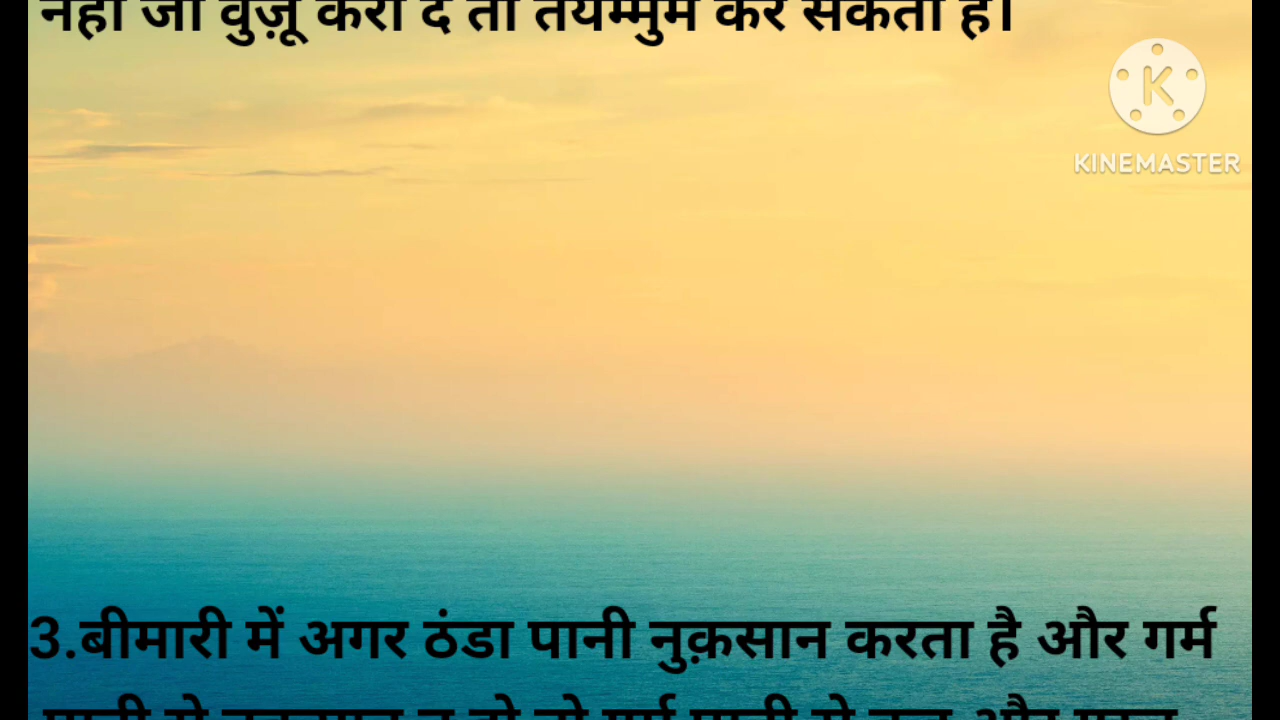 नहीं जो वुज़ू करा दे तो तयम्मुम कर सकता है।
KINEMASTER
3.बीमारी में अगर ठंडा पानी नुक़सान करता है और गर्म